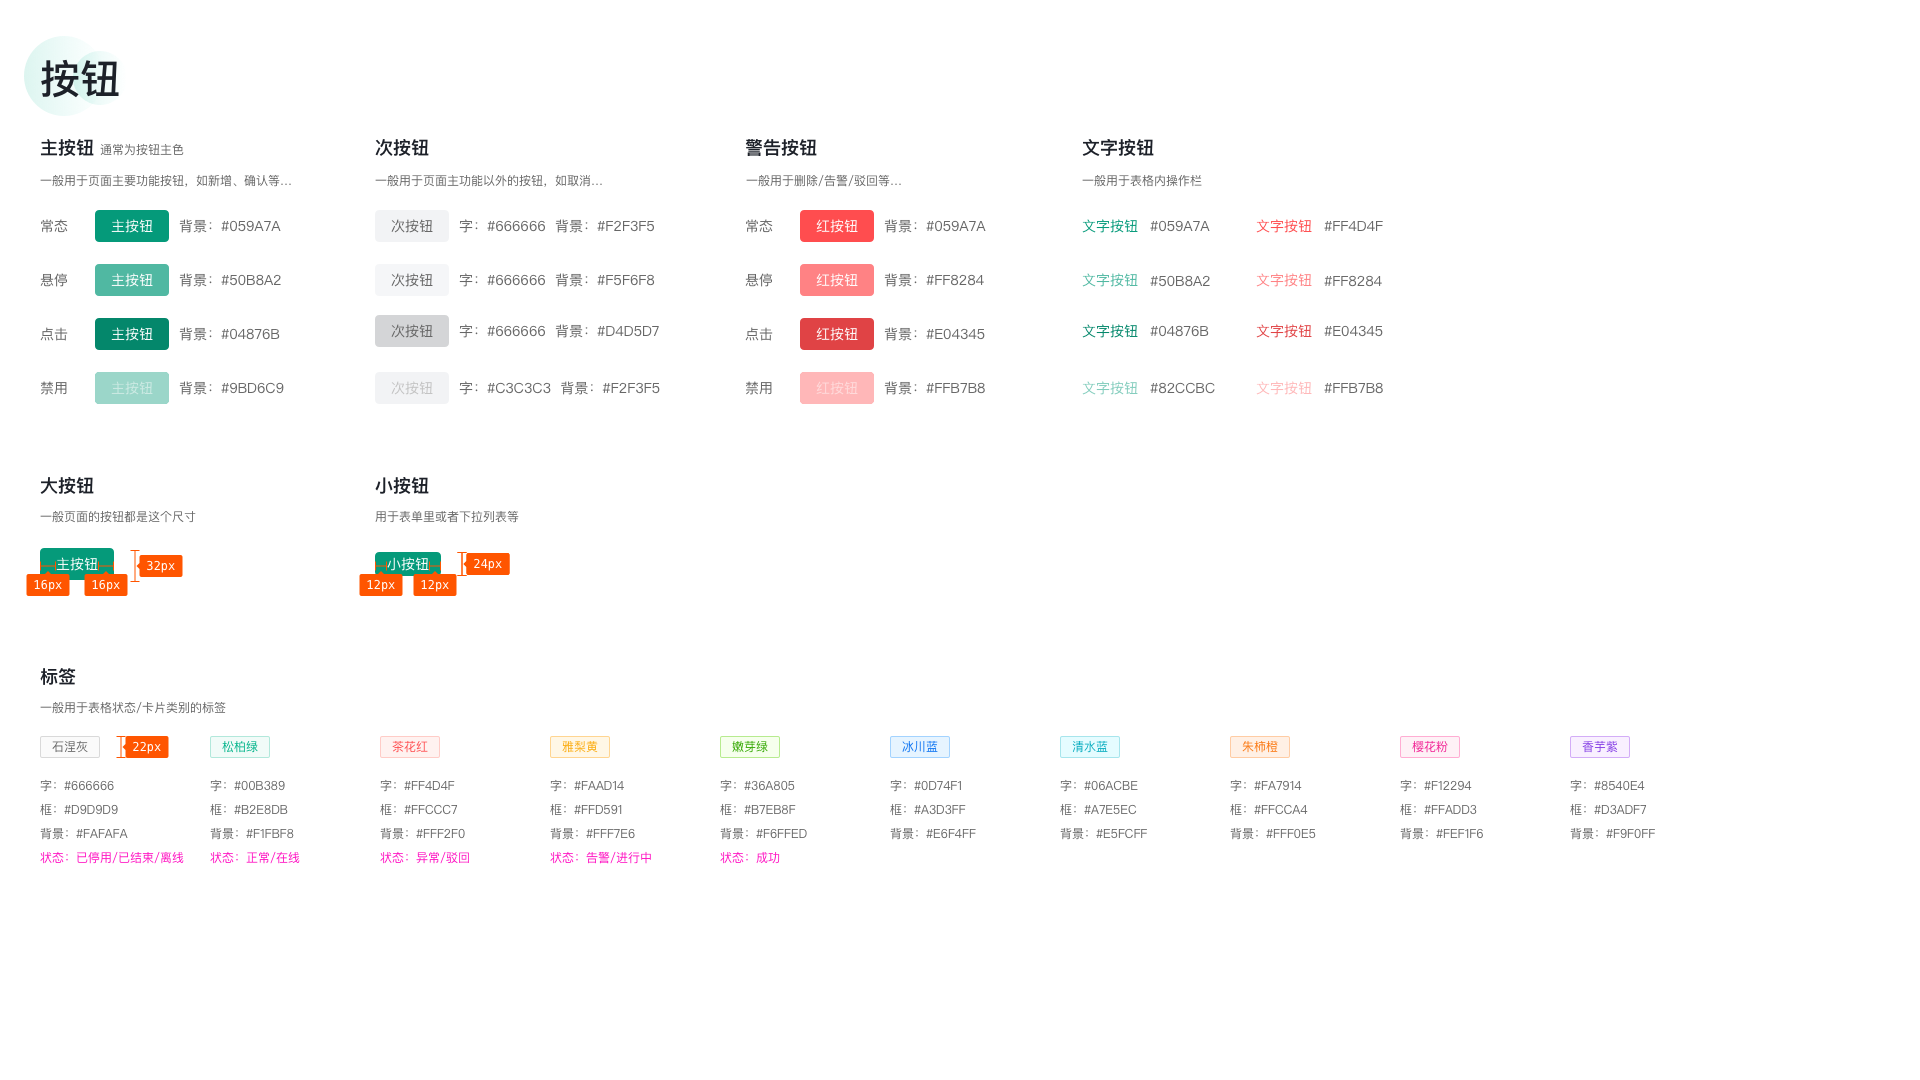 按钮
主按钮 通常为按钮主色
一般用于页面主要功能按钮，如新增、确认等...
常态 主按钮 背景：#059A7A
悬停 主按钮 背景：#50B8A2
点击 主按钮 背景：#04876B
禁用 主按钮 背景：#9BD6C9
次按钮
一般用于页面主功能以外的按钮，如取消...
次按钮 字：#666666 背景：#F2F3F5
次按钮 字：#666666 背景：#F5F6F8
次按钮 字：#666666 背景：#D4D5D7
次按钮 字：#C3C3C3 背景：#F2F3F5
警告按钮
一般用于删除/告警/驳回等...
常态 红按钮 背景：#059A7A
悬停 红按钮 背景：#FF8284
点击 红按钮 背景：#E04345
禁用 红按钮 背景：#FFB7B8
文字按钮
一般用于表格内操作栏
文字按钮 #059A7A 文字按钮 #FF4D4F
文字按钮 #50B8A2 文字按钮 #FF8284
文字按钮 #04876B 文字按钮 #E04345
文字按钮 #82CCBC 文字按钮 #FFB7B8
大按钮
一般页面的按钮都是这个尺寸
主按钮 32px
16px 16px
小按钮
用于表单里或者下拉列表等
小按钮 24px
12px 12px
标签
一般用于表格状态/卡片类别的标签
石涅灰 22px
字：#666666
框：#D9D9D9
背景：#FAFAFA
状态：已停用/已结束/离线
松柏绿
字：#00B389
框：#B2E8DB
背景：#F1FBF8
状态：正常/在线
茶花红
字：#FF4D4F
框：#FFCCC7
背景：#FFF2F0
状态：异常/驳回
雅梨黄
字：#FAAD14
框：#FFD591
背景：#FFF7E6
状态：告警/进行中
嫩芽绿
字：#36A805
框：#B7EB8F
背景：#F6FFED
状态：成功
冰川蓝
字：#0D74F1
框：#A3D3FF
背景：#E6F4FF
清水蓝
字：#06ACBE
框：#A7E5EC
背景：#E5FCFF
朱柿橙
字：#FA7914
框：#FFCCA4
背景：#FFF0E5
樱花粉
字：#F12294
框：#FFADD3
背景：#FEF1F6
香芋紫
字：#8540E4
框：#D3ADF7
背景：#F9F0FF